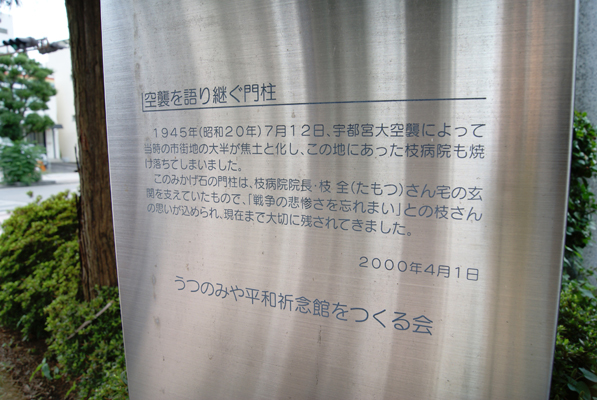 空襲を語り継ぐ門柱
1945年(昭和20年)7月12日、宇都宮大空襲によって
当時の市街地の大半が焦土と化し、この地にあった枝病院も焼
け落ちてしまいました。
このみかげ石の門柱は、枝病院院長・枝 全(たもつ)さん宅の玄
関を支えていたもので、「戦争の悲惨さを忘れまい」との枝さん
の思いが込められ、現在まで大切に残されてきました。
2000年4月1日
うつのみや平和祈念館をつくる会